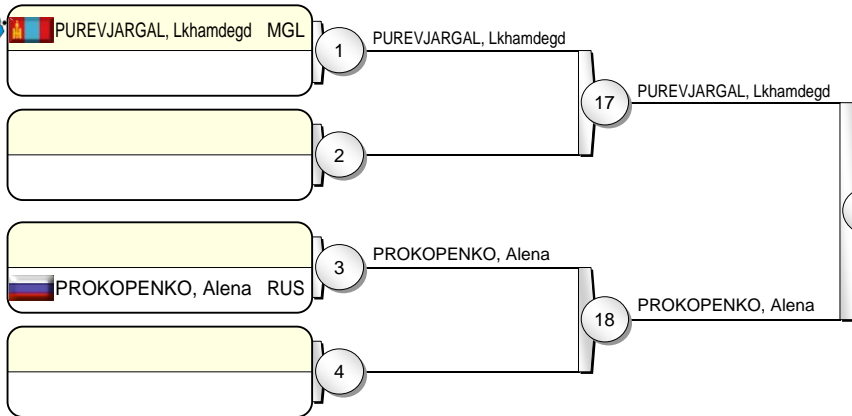 PUREVJARGAL, Lkhamdegd MGL
1
PUREVJARGAL, Lkhamdegd
17
PUREVJARGAL, Lkhamdegd
2
3
PROKOPENKO, Alena
PROKOPENKO, Alena RUS
18
PROKOPENKO, Alena
4